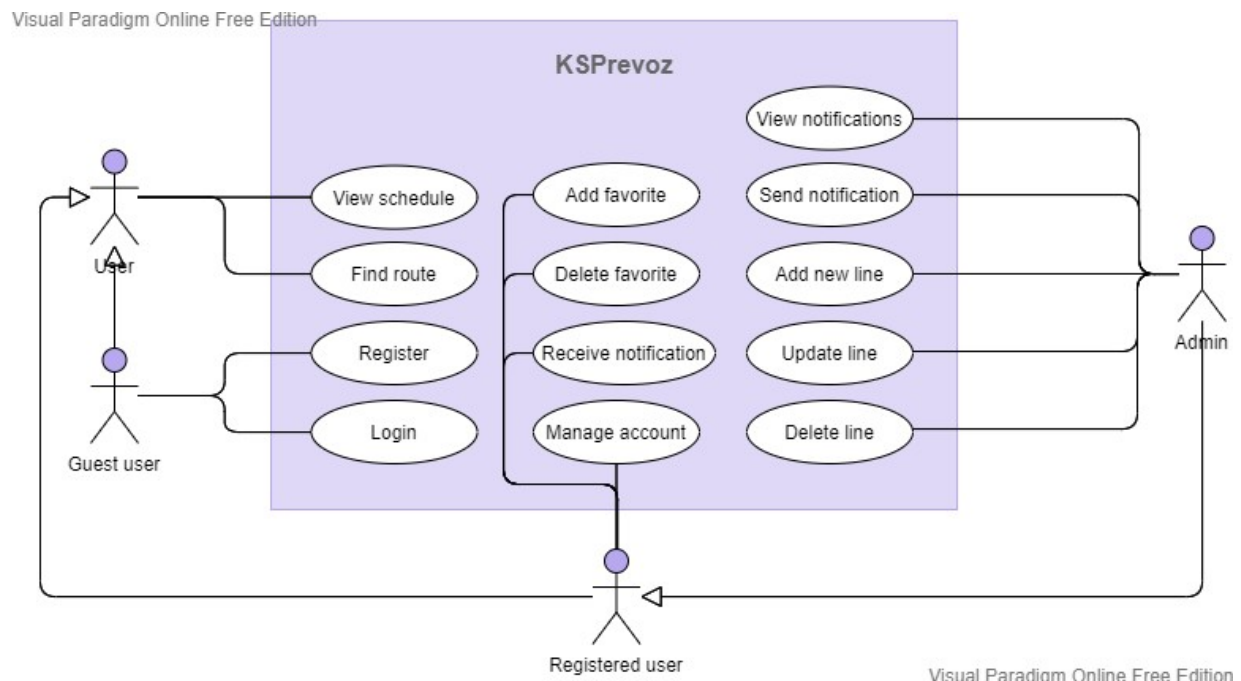 Visual Paradigm Online Free Edition
KSPrevoz
View notifications
View schedule
Add favorite
Send notification
User
Find route
Delete favorite
Add new line
Register
Receive notification
Update line
Admin
Guest user
Login
Manage account
Delete line
Registered user
Visual Paradigm Online Free Edition